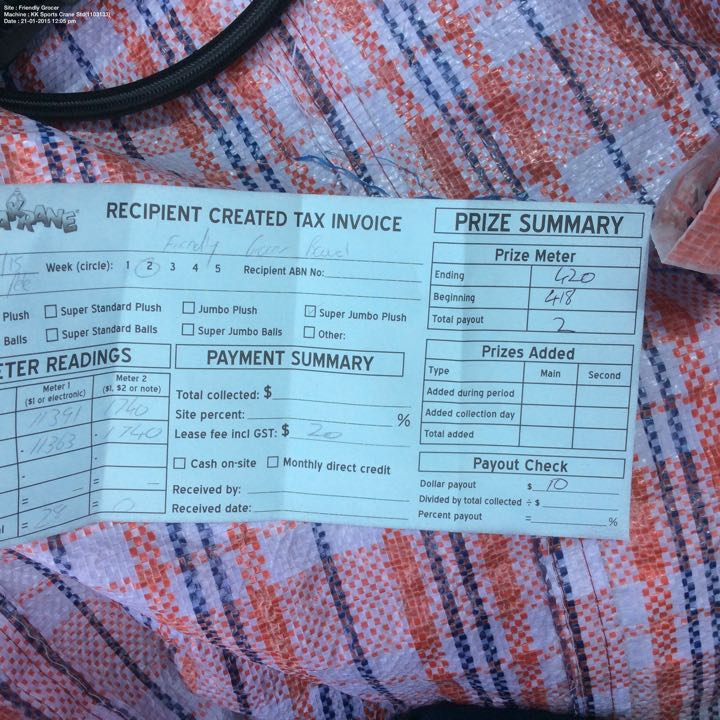 Site : Friendly Grocer
Machine : KK Sports Crane Std(1103133)
Date : 21-01-2015 12:05 pm
RECIPIENT CREATED TAX INVOICE
Friendly Grocer
Week (circle): 1 2 3 4 5 Recipient ABN No:
Plush Super Standard Plush Jumbo Plush Super Jumbo Plush
Balls Super Standard Balls Super Jumbo Balls Other:
TER READINGS
Meter 1 Meter 2
($1 or electronic) ($1, $2 or note)
11391 1740
- 11363 - 1740
= =
= = 0
PAYMENT SUMMARY
Total collected: $
Site percent: %
Lease fee incl GST: $ 20
Cash on-site Monthly direct credit
Received by:
Received date:
PRIZE SUMMARY
Prize Meter
Ending 420
Beginning 418
Total payout 2
Prizes Added
Type Main Second
Added during period
Added collection day
Total added
Payout Check
Dollar payout $ 10
Divided by total collected ÷ $
Percent payout = %